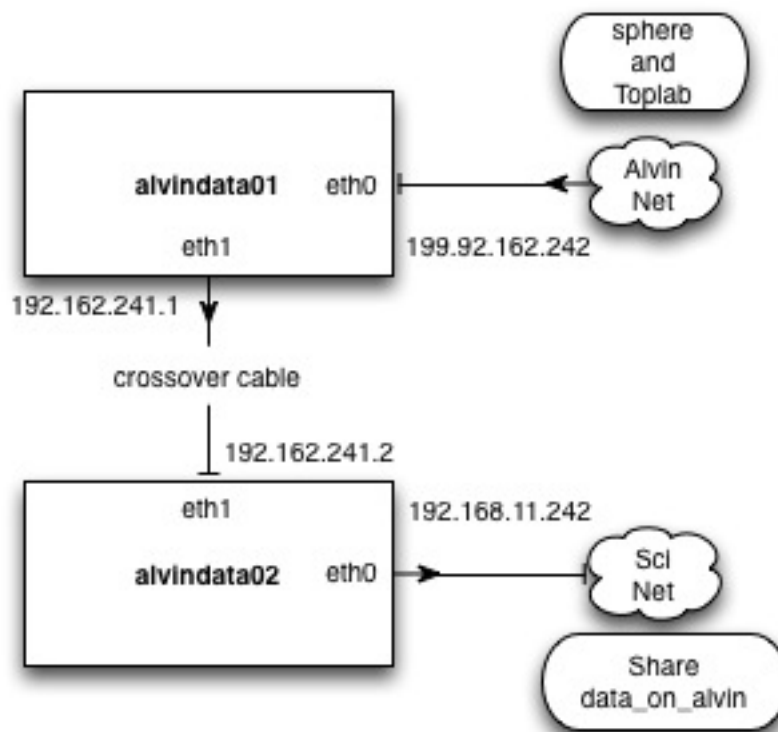 sphere
and
Toplab
alvindata01
eth0
Alvin
Net
eth1
199.92.162.242
192.162.241.1
crossover cable
192.162.241.2
eth1
192.168.11.242
alvindata02
eth0
Sci
Net
Share
data_on_alvin